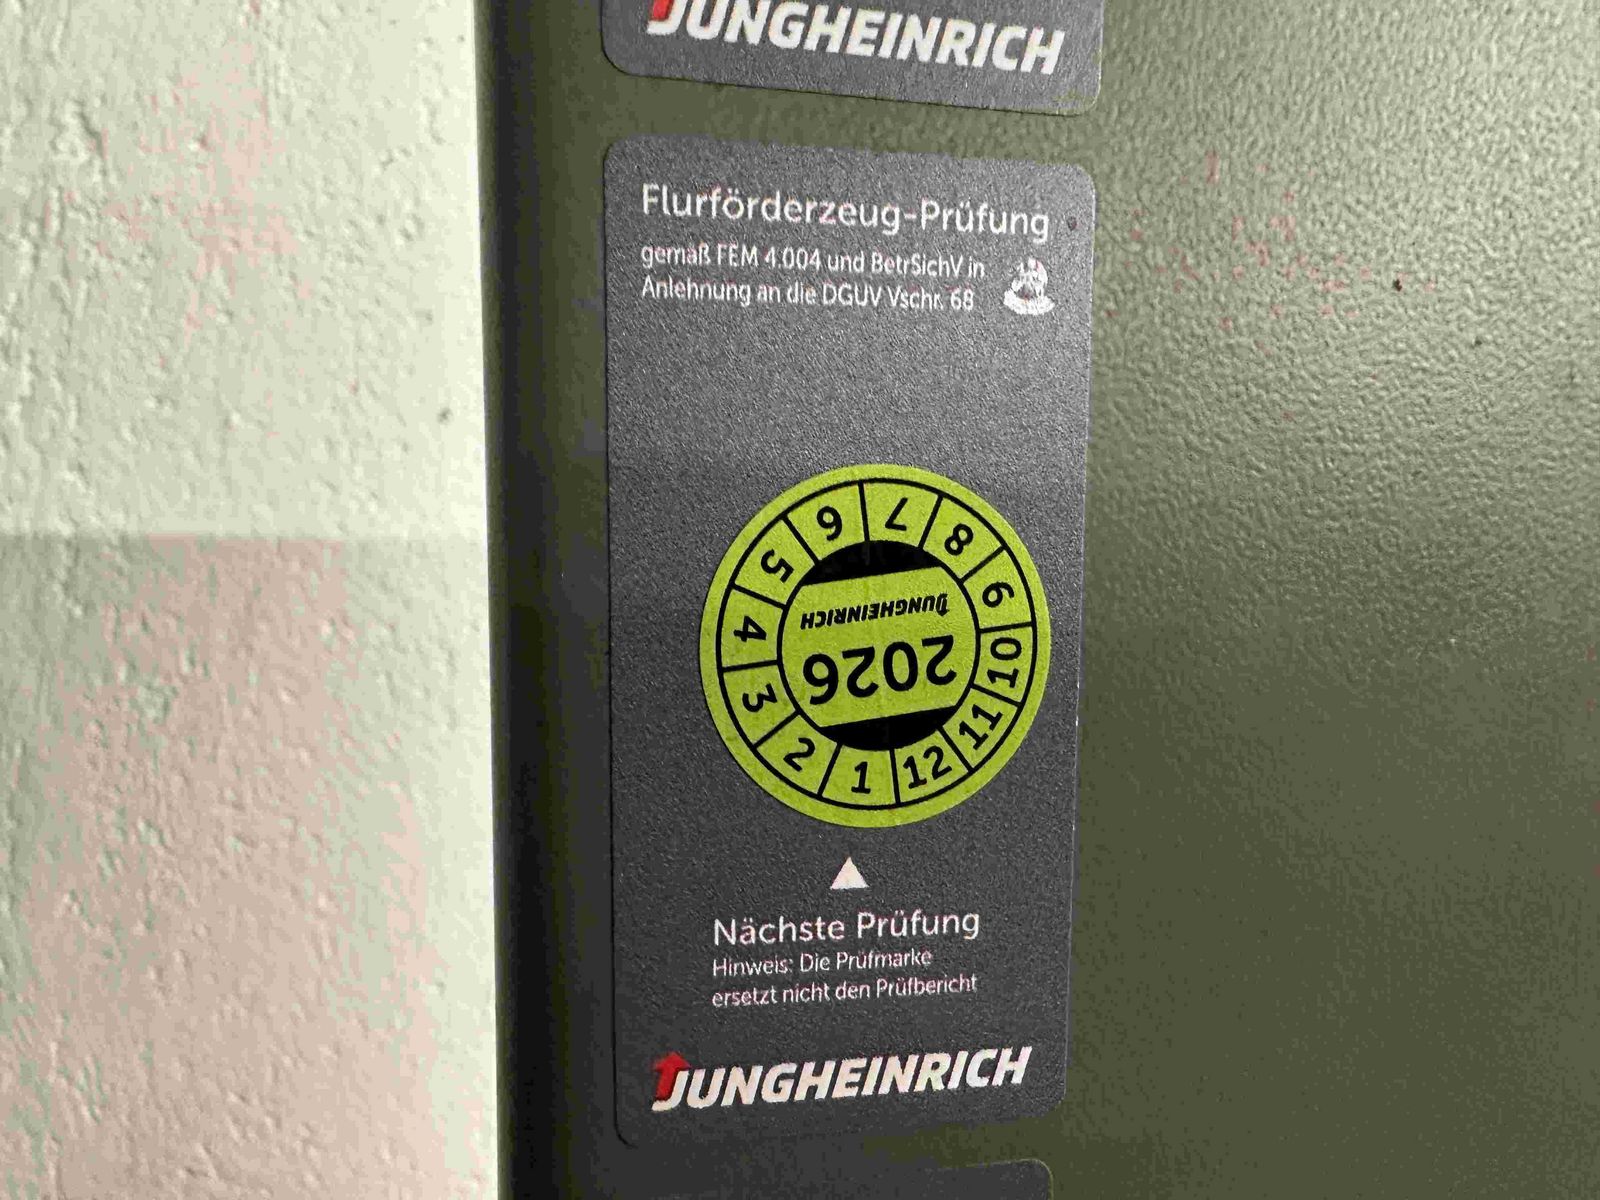 JUNGHEINRICH
Flurförderzeug-Prüfung
gemäß FEM 4.004 und BetrSichV in
Anlehnung an die DGUV Vschr. 68
1 2 3 4 5 6 7 8 9 10 11 12
JUNGHEINRICH
2026
Nächste Prüfung
Hinweis: Die Prüfmarke
ersetzt nicht den Prüfbericht
JUNGHEINRICH